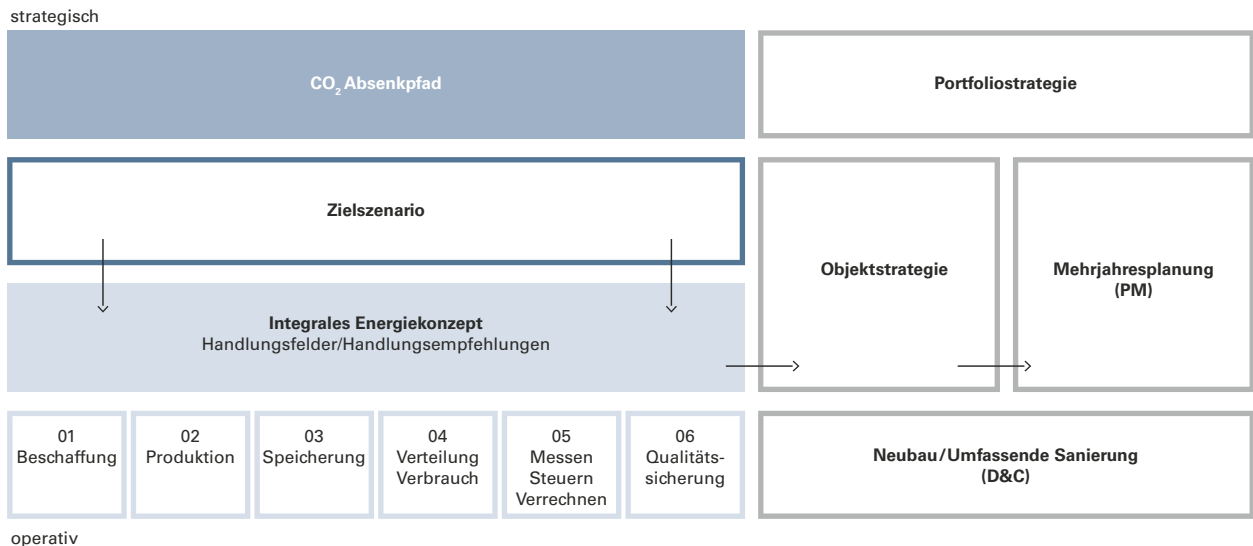 strategisch
CO₂ Absenkpfad
Portfoliostrategie
Zielszenario
Objektstrategie
Mehrjahresplanung
(PM)
Integrales Energiekonzept
Handlungsfelder/Handlungsempfehlungen
01
Beschaffung
02
Produktion
03
Speicherung
04
Verteilung
Verbrauch
05
Messen
Steuern
Verrechnen
06
Qualitäts-
sicherung
Neubau/Umfassende Sanierung
(D&C)
operativ